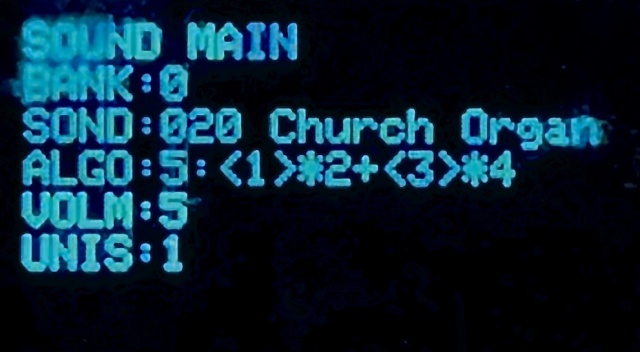 SOUND MAIN
BANK:0
SOND:020 Church Organ
ALGO:5:<1>*2+<3>*4
VOLM:5
UNIS:1